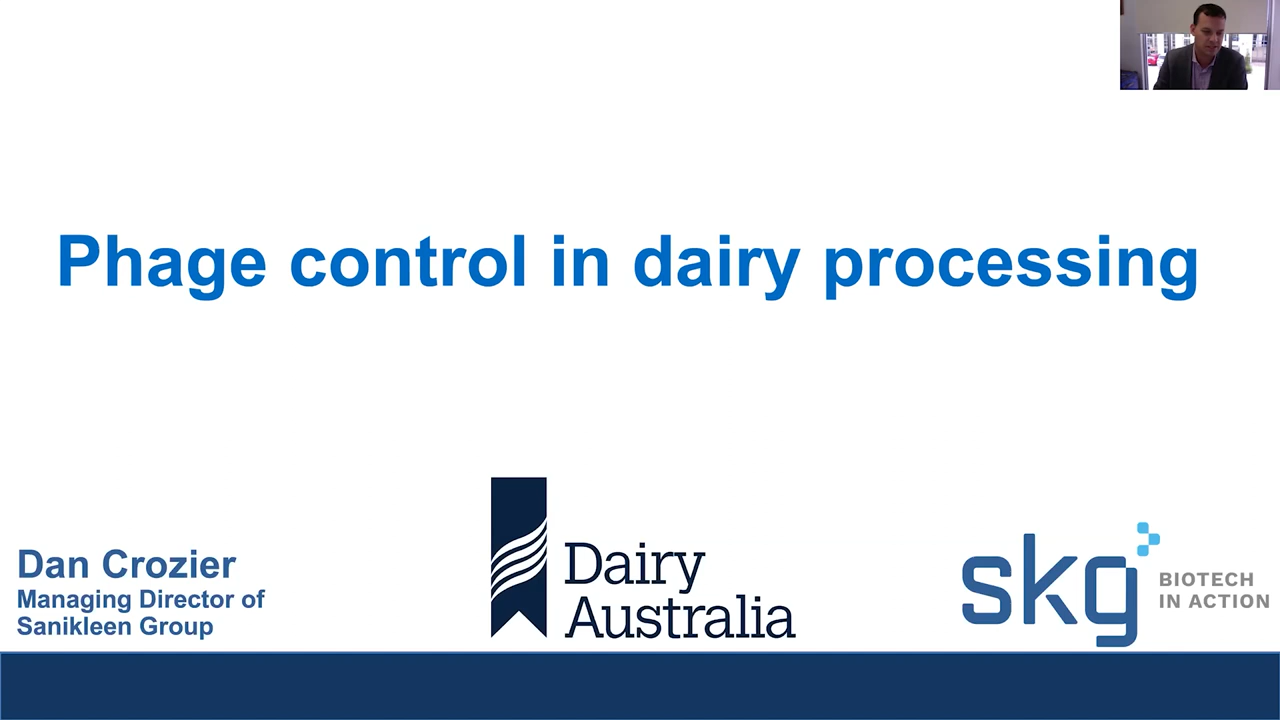 Phage control in dairy processing
Dan Crozier
Managing Director of
Sanikleen Group
Dairy
Australia
skg
BIOTECH
IN ACTION